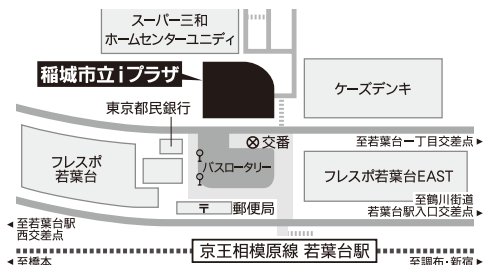 スーパー三和
ホームセンターユニディ
稲城市立iプラザ
ケーズデンキ
東京都民銀行
交番
至若葉台一丁目交差点
フレスポ
若葉台
バスロータリー
フレスポ若葉台EAST
至鶴川街道
若葉台駅入口交差点
〒 郵便局
至若葉台駅
西交差点
京王相模原線 若葉台駅
至橋本
至調布・新宿